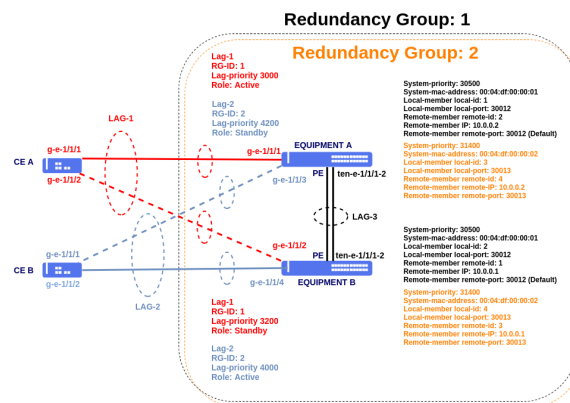 Redundancy Group: 1
Redundancy Group: 2
Lag-1
RG-ID: 1
Lag-priority 3000
Role: Active
Lag-2
RG-ID: 2
Lag-priority 4200
Role: Standby
System-priority: 30500
System-mac-address: 00:04:df:00:00:01
Local-member local-id: 1
Local-member local-port: 30012
Remote-member remote-id: 2
Remote-member IP: 10.0.0.2
Remote-member remote-port: 30012 (Default)
System-priority: 31400
System-mac-address: 00:04:df:00:00:02
Local-member local-id: 3
Local-member local-port: 30013
Remote-member remote-id: 4
Remote-member remote-IP: 10.0.0.2
Remote-member remote-port: 30013
LAG-1
EQUIPMENT A
g-e-1/1/1
g-e-1/1/1
CE A
g-e-1/1/2
PE
ten-e-1/1/1-2
g-e-1/1/3
LAG-3
g-e-1/1/2
PE
ten-e-1/1/1-2
g-e-1/1/1
CE B
g-e-1/1/2
g-e-1/1/4
EQUIPMENT B
LAG-2
System-priority: 30500
System-mac-address: 00:04:df:00:00:01
Local-member local-id: 2
Local-member local-port: 30012
Remote-member remote-id: 1
Remote-member IP: 10.0.0.1
Remote-member remote-port: 30012 (Default)
System-priority: 31400
System-mac-address: 00:04:df:00:00:02
Local-member local-id: 4
Local-member local-port: 30013
Remote-member remote-id: 3
Remote-member remote-IP: 10.0.0.1
Remote-member remote-port: 30013
Lag-1
RG-ID: 1
Lag-priority 3200
Role: Standby
Lag-2
RG-ID: 2
Lag-priority 4000
Role: Active